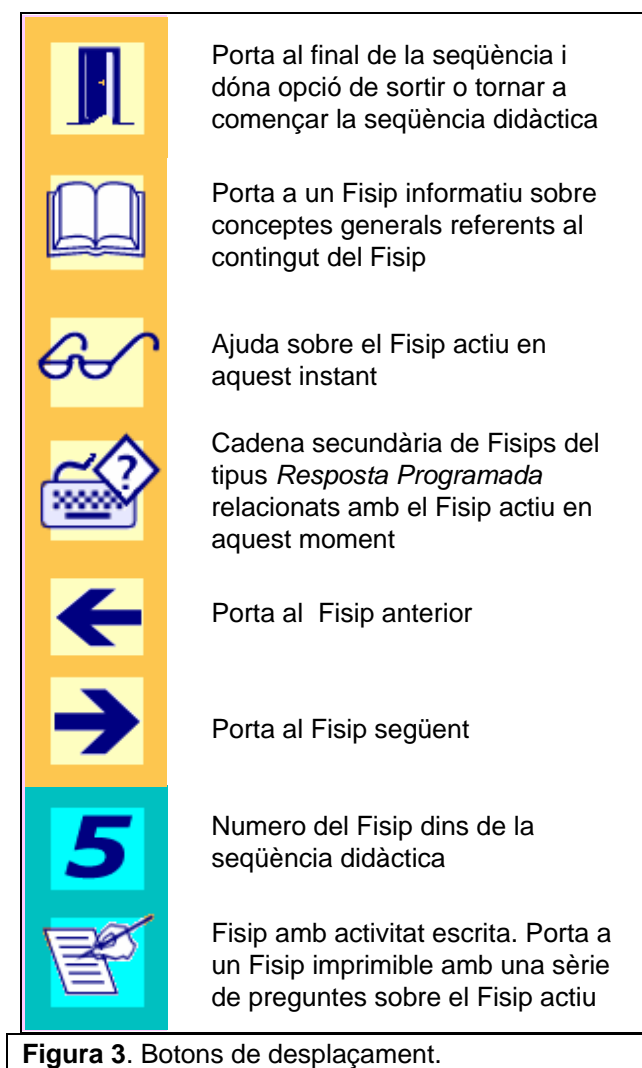 Porta al final de la seqüència i
dóna opció de sortir o tornar a
començar la seqüència didàctica
Porta a un Fisip informatiu sobre
conceptes generals referents al
contingut del Fisip
Ajuda sobre el Fisip actiu en
aquest instant
?
Cadena secundària de Fisips del
tipus Resposta Programada
relacionats amb el Fisip actiu en
aquest moment
Porta al  Fisip anterior
Porta al Fisip següent
5
Numero del Fisip dins de la
seqüència didàctica
Fisip amb activitat escrita. Porta a
un Fisip imprimible amb una sèrie
de preguntes sobre el Fisip actiu
Figura 3. Botons de desplaçament.